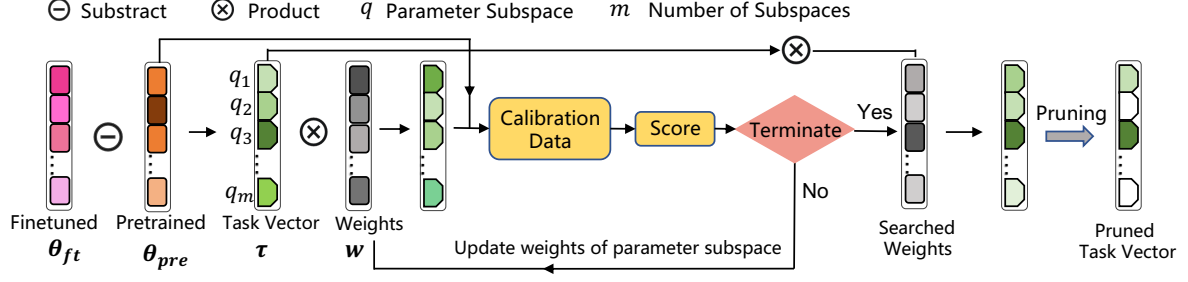 ⊖ Substract ⊗ Product q Parameter Subspace m Number of Subspaces
⊗
q1
q2
q3
qm
⊖
⊗
Calibration
Data
Score
Terminate
Yes
No
Pruning
Finetuned
θft
Pretrained
θpre
Task Vector
τ
Weights
w
Update weights of parameter subspace
Searched
Weights
Pruned
Task Vector